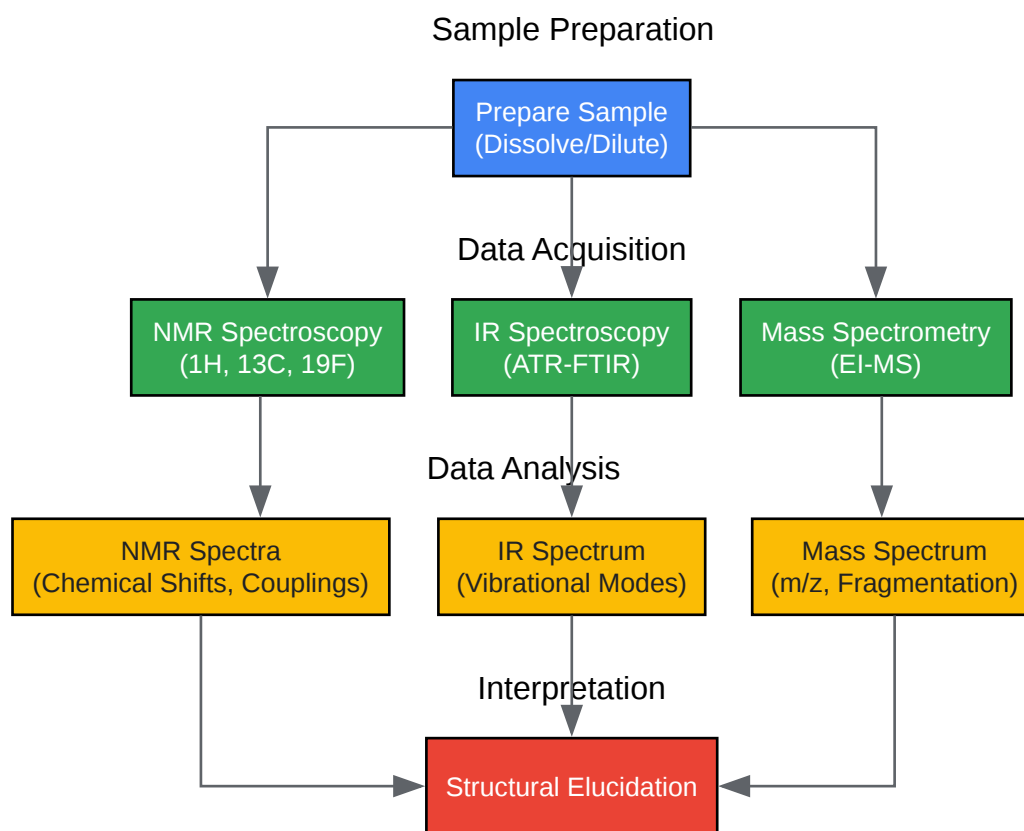 Sample Preparation
Prepare Sample
(Dissolve/Dilute)
Data Acquisition
NMR Spectroscopy
(1H, 13C, 19F)
IR Spectroscopy
(ATR-FTIR)
Mass Spectrometry
(EI-MS)
Data Analysis
NMR Spectra
(Chemical Shifts, Couplings)
IR Spectrum
(Vibrational Modes)
Mass Spectrum
(m/z, Fragmentation)
Interpretation
Structural Elucidation